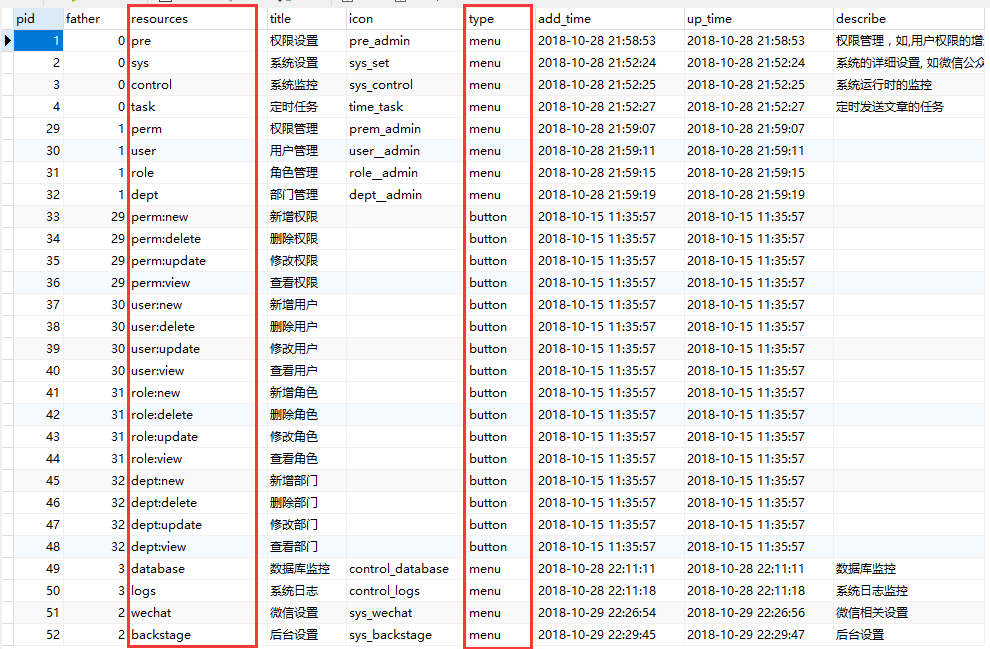 pid father resources title icon type add_time up_time describe
1 0 pre 权限设置 pre_admin menu 2018-10-28 21:58:53 2018-10-28 21:58:53 权限管理，如,用户权限的增
2 0 sys 系统设置 sys_set menu 2018-10-28 21:52:24 2018-10-28 21:52:24 系统的详细设置, 如微信公众
3 0 control 系统监控 sys_control menu 2018-10-28 21:52:25 2018-10-28 21:52:25 系统运行时的监控
4 0 task 定时任务 time_task menu 2018-10-28 21:52:27 2018-10-28 21:52:27 定时发送文章的任务
29 1 perm 权限管理 prem_admin menu 2018-10-28 21:59:07 2018-10-28 21:59:07
30 1 user 用户管理 user__admin menu 2018-10-28 21:59:11 2018-10-28 21:59:11
31 1 role 角色管理 role__admin menu 2018-10-28 21:59:15 2018-10-28 21:59:15
32 1 dept 部门管理 dept__admin menu 2018-10-28 21:59:19 2018-10-28 21:59:19
33 29 perm:new 新增权限 button 2018-10-15 11:35:57 2018-10-15 11:35:57
34 29 perm:delete 删除权限 button 2018-10-15 11:35:57 2018-10-15 11:35:57
35 29 perm:update 修改权限 button 2018-10-15 11:35:57 2018-10-15 11:35:57
36 29 perm:view 查看权限 button 2018-10-15 11:35:57 2018-10-15 11:35:57
37 30 user:new 新增用户 button 2018-10-15 11:35:57 2018-10-15 11:35:57
38 30 user:delete 删除用户 button 2018-10-15 11:35:57 2018-10-15 11:35:57
39 30 user:update 修改用户 button 2018-10-15 11:35:57 2018-10-15 11:35:57
40 30 user:view 查看用户 button 2018-10-15 11:35:57 2018-10-15 11:35:57
41 31 role:new 新增角色 button 2018-10-15 11:35:57 2018-10-15 11:35:57
42 31 role:delete 删除角色 button 2018-10-15 11:35:57 2018-10-15 11:35:57
43 31 role:update 修改角色 button 2018-10-15 11:35:57 2018-10-15 11:35:57
44 31 role:view 查看角色 button 2018-10-15 11:35:57 2018-10-15 11:35:57
45 32 dept:new 新增部门 button 2018-10-15 11:35:57 2018-10-15 11:35:57
46 32 dept:delete 删除部门 button 2018-10-15 11:35:57 2018-10-15 11:35:57
47 32 dept:update 修改部门 button 2018-10-15 11:35:57 2018-10-15 11:35:57
48 32 dept:view 查看部门 button 2018-10-15 11:35:57 2018-10-15 11:35:57
49 3 database 数据库监控 control_database menu 2018-10-28 22:11:11 2018-10-28 22:11:11 数据库监控
50 3 logs 系统日志 control_logs menu 2018-10-28 22:11:18 2018-10-28 22:11:18 系统日志监控
51 2 wechat 微信设置 sys_wechat menu 2018-10-29 22:26:54 2018-10-29 22:26:56 微信相关设置
52 2 backstage 后台设置 sys_backstage menu 2018-10-29 22:29:45 2018-10-29 22:29:47 后台设置